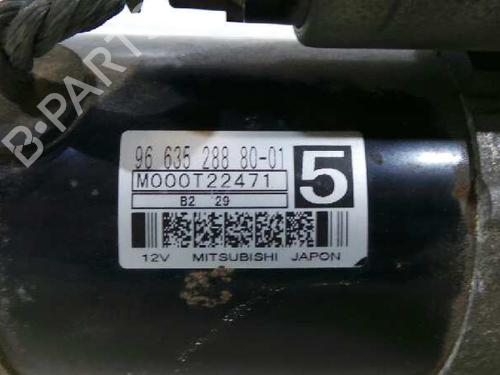 96 635 288 80-01
5
M000T22471
B2 29
12V MITSUBISHI JAPON
B-PARTS